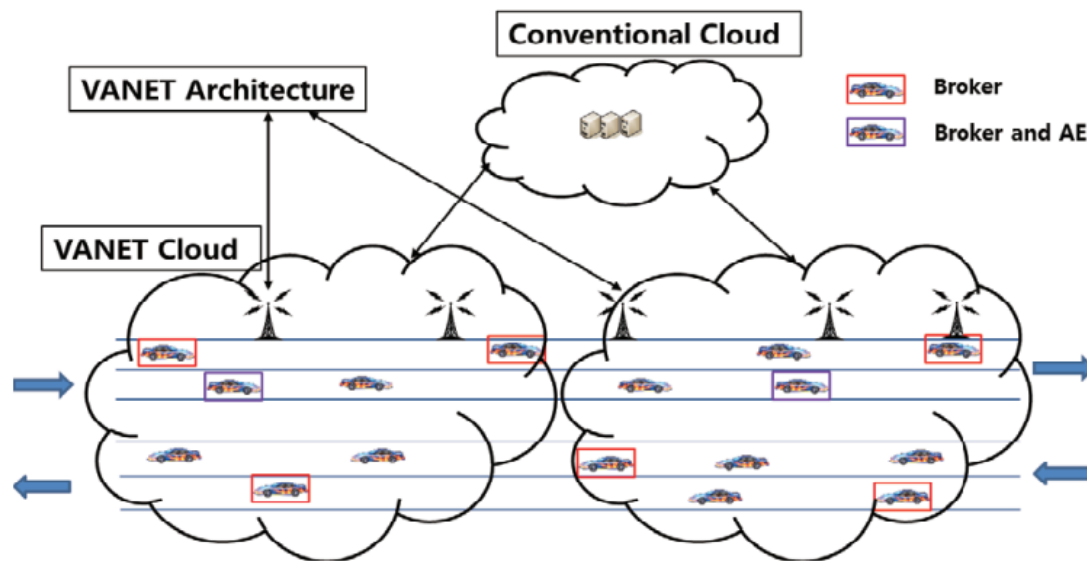 Conventional Cloud
VANET Architecture
Broker
Broker and AE
VANET Cloud